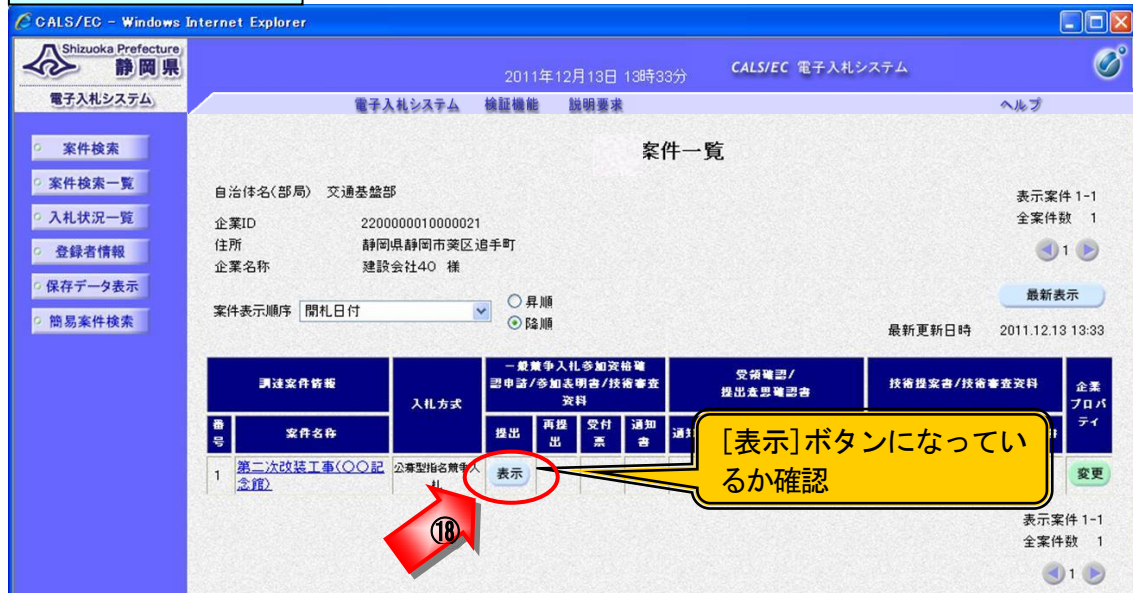 CALS/EC - Windows Internet Explorer
Shizuoka Prefecture
静岡県
電子入札システム
2011年12月13日 13時33分
CALS/EC 電子入札システム
電子入札システム 検証機能 説明要求 ヘルプ
案件検索
案件検索一覧
入札状況一覧
登録者情報
保存データ表示
簡易案件検索
案件一覧
自治体名(部局) 交通基盤部
企業ID 2200000010000021
住所 静岡県静岡市葵区追手町
企業名称 建設会社40 様
表示案件 1-1
全案件数 1
1
案件表示順序 開札日付
昇順
降順
最新表示
最新更新日時 2011.12.13 13:33
調達案件情報
入札方式
一般競争入札参加資格確
認申請/参加表明書/技術審査
資料
受領確認/
提出意思確認書
技術提案書/技術審査資料
企業
プロパ
ティ
番
号
案件名称
提出
再提
出
受付
票
通知
書
1
第二次改装工事(○○記
念館)
公募型指名競争入
札
表示
変更
[表示]ボタンになってい
るか確認
⑱
表示案件 1-1
全案件数 1
1